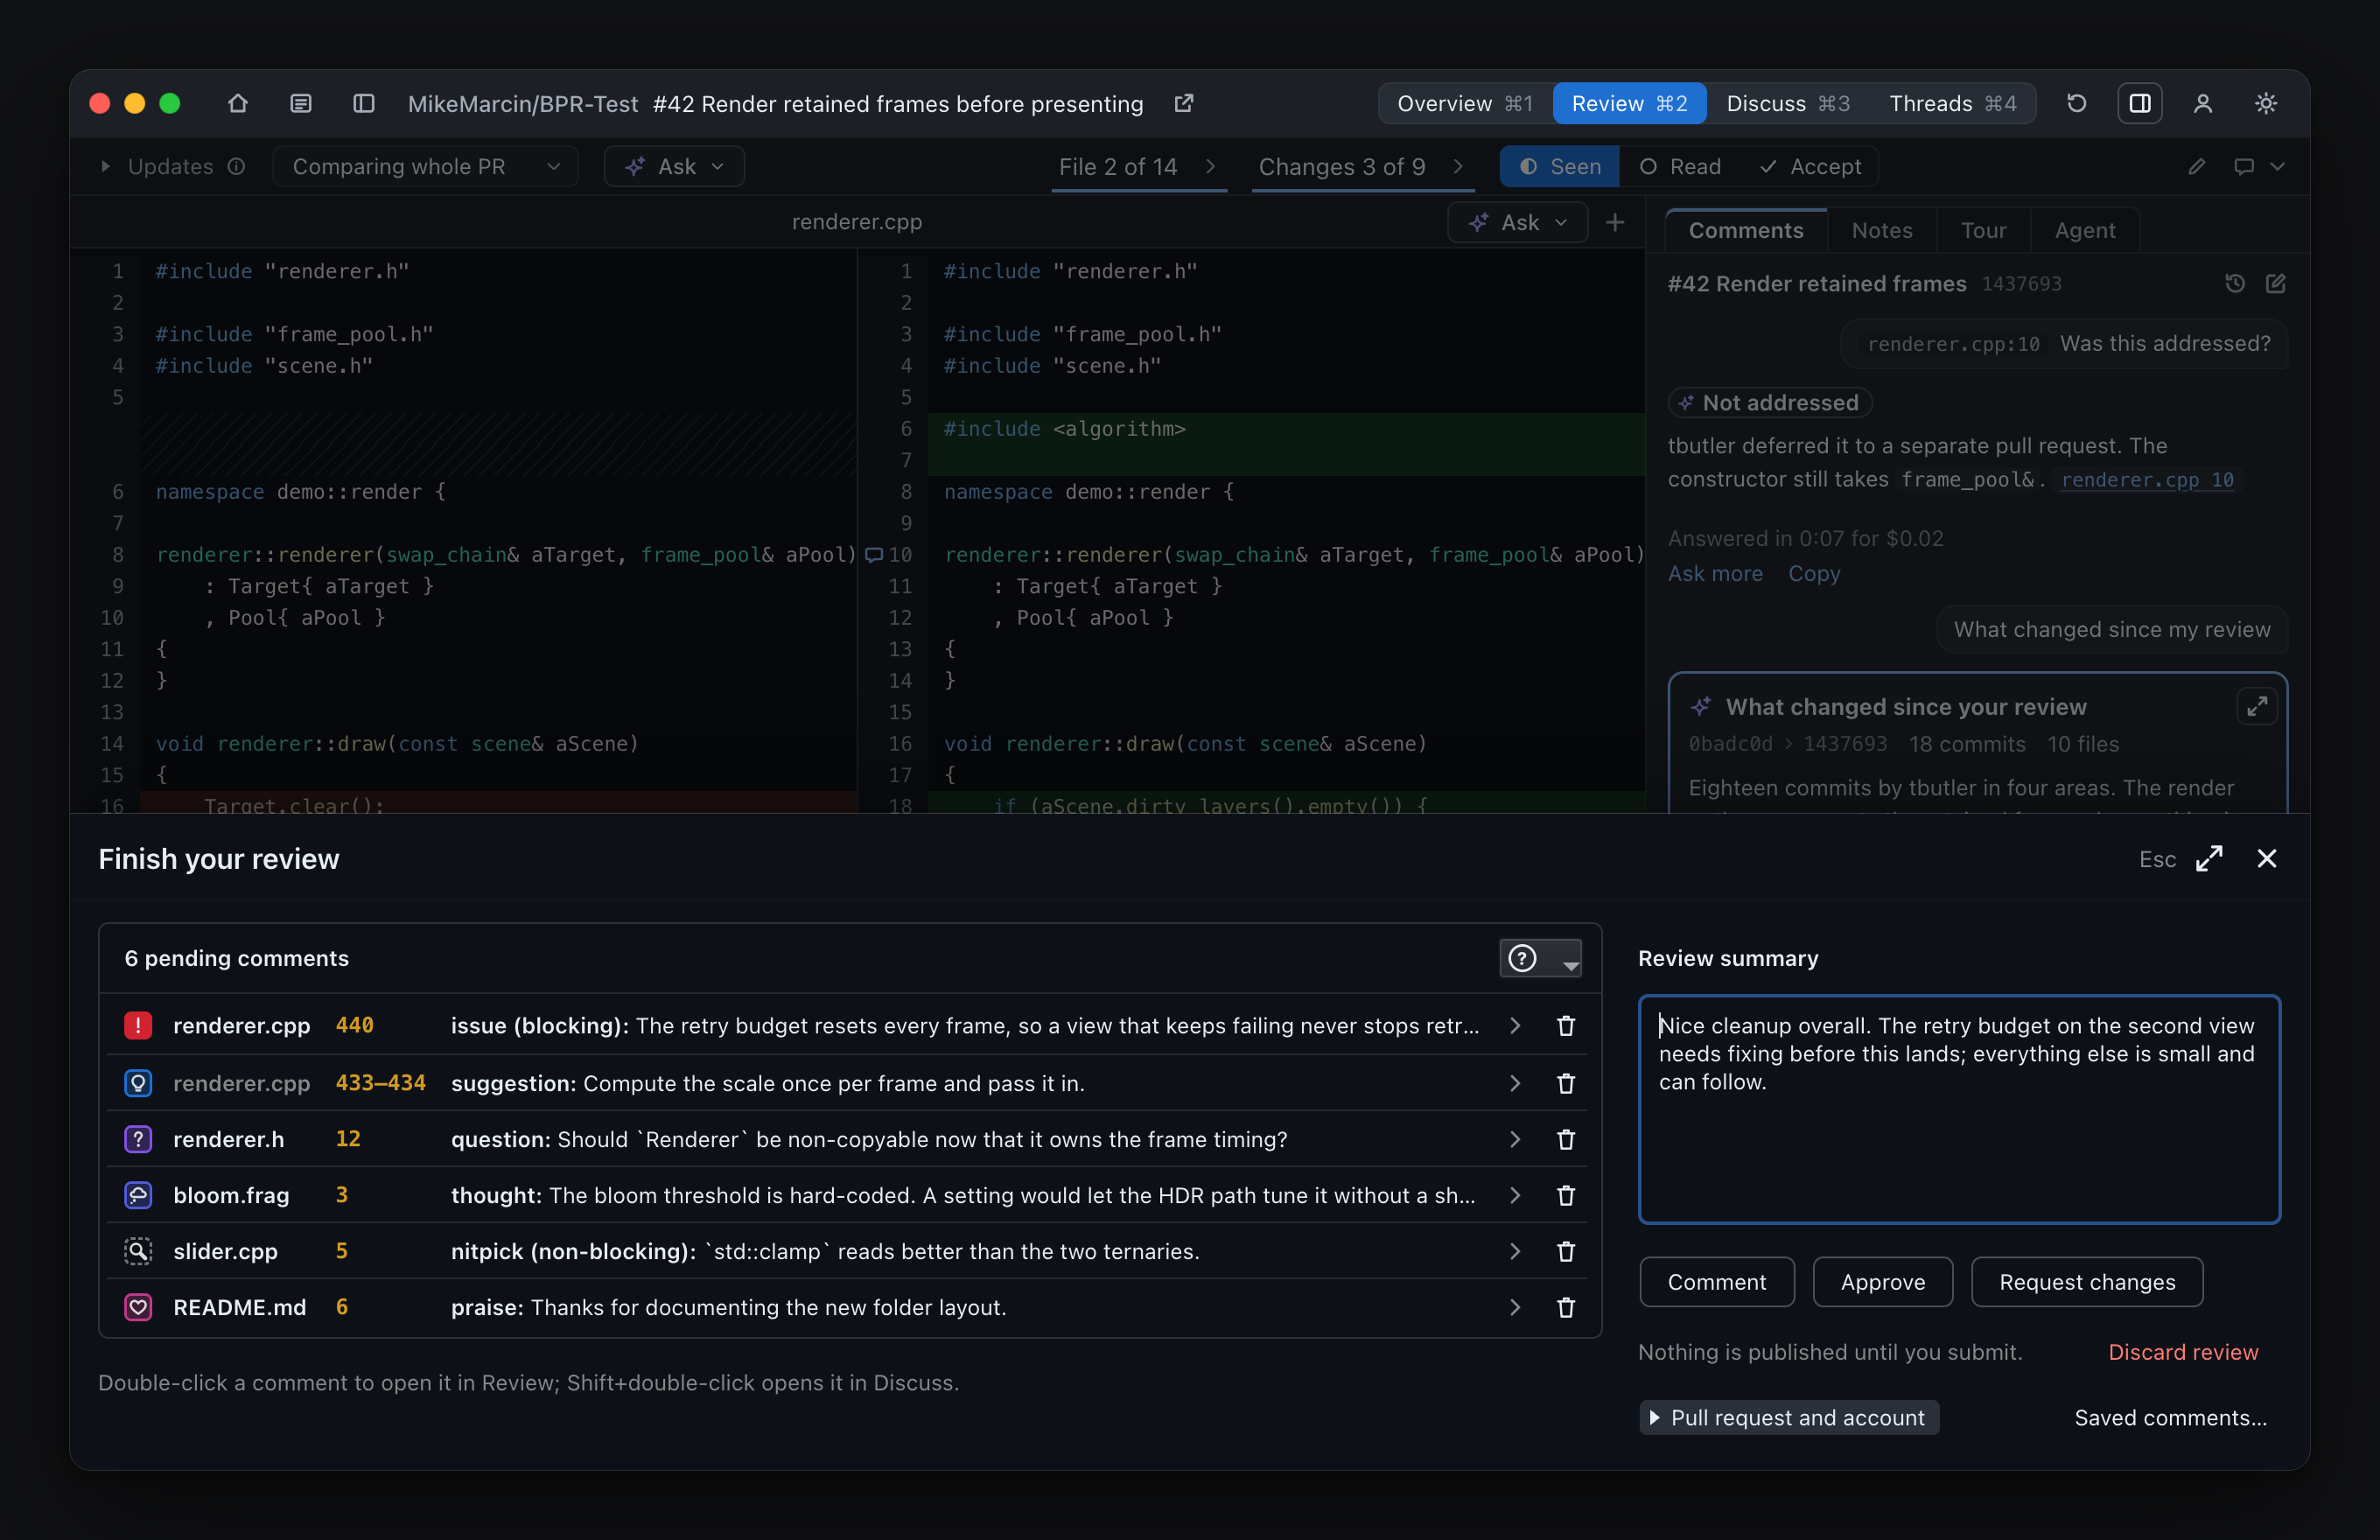 MikeMarcin/BPR-Test #42 Render retained frames before presenting
Overview ⌘1 Review ⌘2 Discuss ⌘3 Threads ⌘4
Updates Comparing whole PR Ask File 2 of 14 Changes 3 of 9 Seen Read Accept
renderer.cpp Ask
1 #include "renderer.h"
2
3 #include "frame_pool.h"
4 #include "scene.h"
5
6 namespace demo::render {
7
8 renderer::renderer(swap_chain& aTarget, frame_pool& aPool)
9 : Target{ aTarget }
10 , Pool{ aPool }
11 {
12 }
13
14 void renderer::draw(const scene& aScene)
15 {
16 Target.clear();
1 #include "renderer.h"
2
3 #include "frame_pool.h"
4 #include "scene.h"
5
6 #include <algorithm>
7
8 namespace demo::render {
9
10 renderer::renderer(swap_chain& aTarget, frame_pool& aPool)
11 : Target{ aTarget }
12 , Pool{ aPool }
13 {
14 }
15
16 void renderer::draw(const scene& aScene)
17 {
18 if (aScene.dirty_layers().empty()) {
Comments Notes Tour Agent
#42 Render retained frames 1437693
renderer.cpp:10 Was this addressed?
Not addressed
tbutler deferred it to a separate pull request. The
constructor still takes frame_pool&. renderer.cpp 10
Answered in 0:07 for $0.02
Ask more Copy
What changed since my review
What changed since your review
0badc0d > 1437693 18 commits 10 files
Eighteen commits by tbutler in four areas. The render
Finish your review Esc
6 pending comments
renderer.cpp 440 issue (blocking): The retry budget resets every frame, so a view that keeps failing never stops retr...
renderer.cpp 433–434 suggestion: Compute the scale once per frame and pass it in.
renderer.h 12 question: Should `Renderer` be non-copyable now that it owns the frame timing?
bloom.frag 3 thought: The bloom threshold is hard-coded. A setting would let the HDR path tune it without a sh...
slider.cpp 5 nitpick (non-blocking): `std::clamp` reads better than the two ternaries.
README.md 6 praise: Thanks for documenting the new folder layout.
Double-click a comment to open it in Review; Shift+double-click opens it in Discuss.
Review summary
Nice cleanup overall. The retry budget on the second view
needs fixing before this lands; everything else is small and
can follow.
Comment Approve Request changes
Nothing is published until you submit. Discard review
Pull request and account Saved comments...